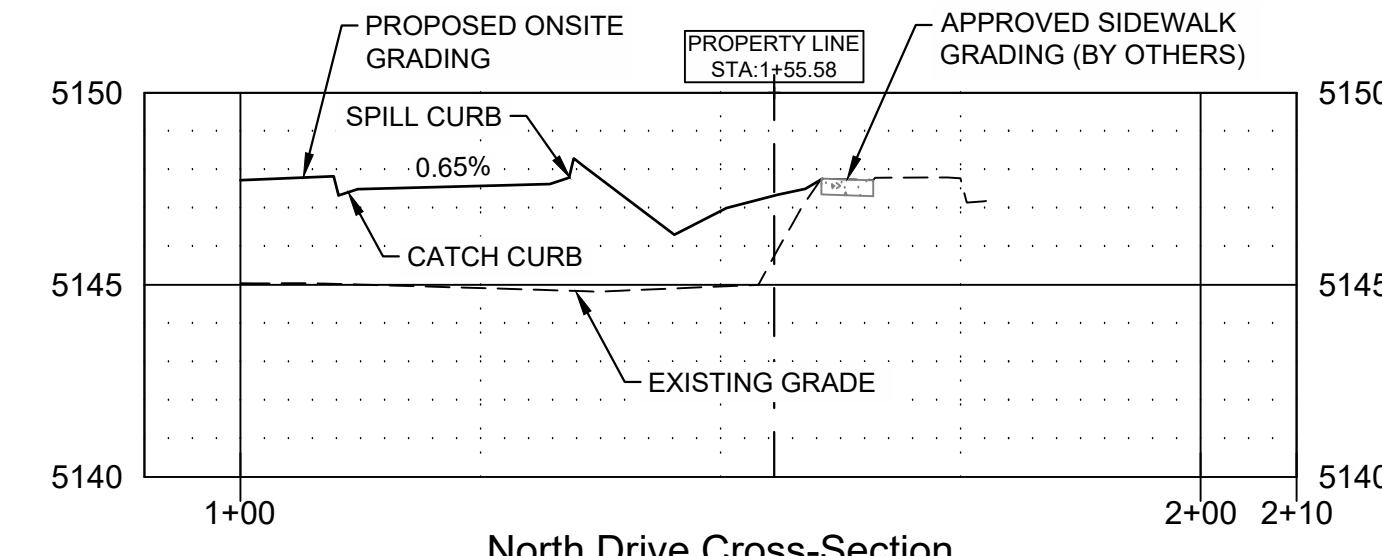 PROPOSED ONSITE
GRADING
PROPERTY LINE
STA:1+55.58
APPROVED SIDEWALK
GRADING (BY OTHERS)
5150
5150
SPILL CURB
0.65%
CATCH CURB
5145
5145
EXISTING GRADE
5140
5140
1+00
2+00
2+10
North Drive Cross-Section